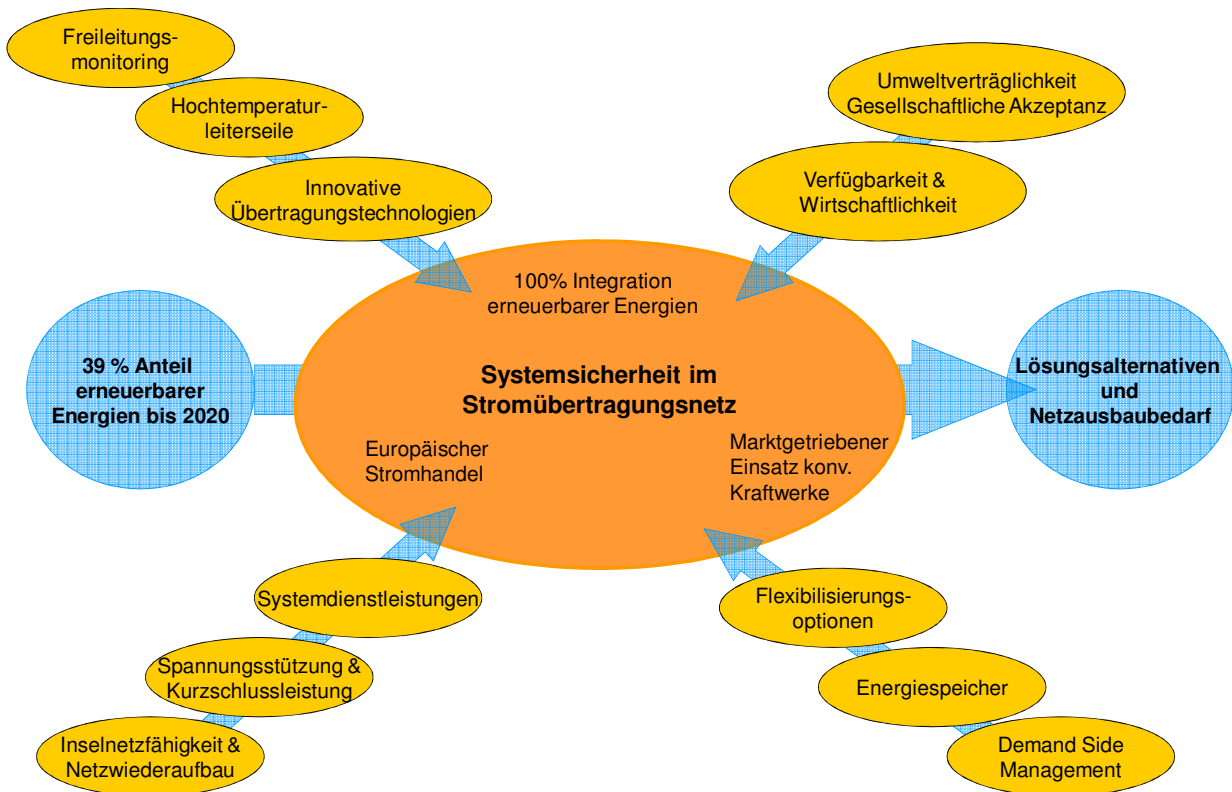 Freileitungs-
monitoring
Hochtemperatur-
leiterseile
Innovative
Übertragungstechnologien
Umweltverträglichkeit
Gesellschaftliche Akzeptanz
Verfügbarkeit &
Wirtschaftlichkeit
100% Integration
erneuerbarer Energien
39 % Anteil
erneuerbarer
Energien bis 2020
Systemsicherheit im
Stromübertragungsnetz
Lösungsalternativen
und
Netzausbaubedarf
Europäischer
Stromhandel
Marktgetriebener
Einsatz konv.
Kraftwerke
Systemdienstleistungen
Spannungsstützung &
Kurzschlussleistung
Inselnetzfähigkeit &
Netzwiederaufbau
Flexibilisierungs-
optionen
Energiespeicher
Demand Side
Management